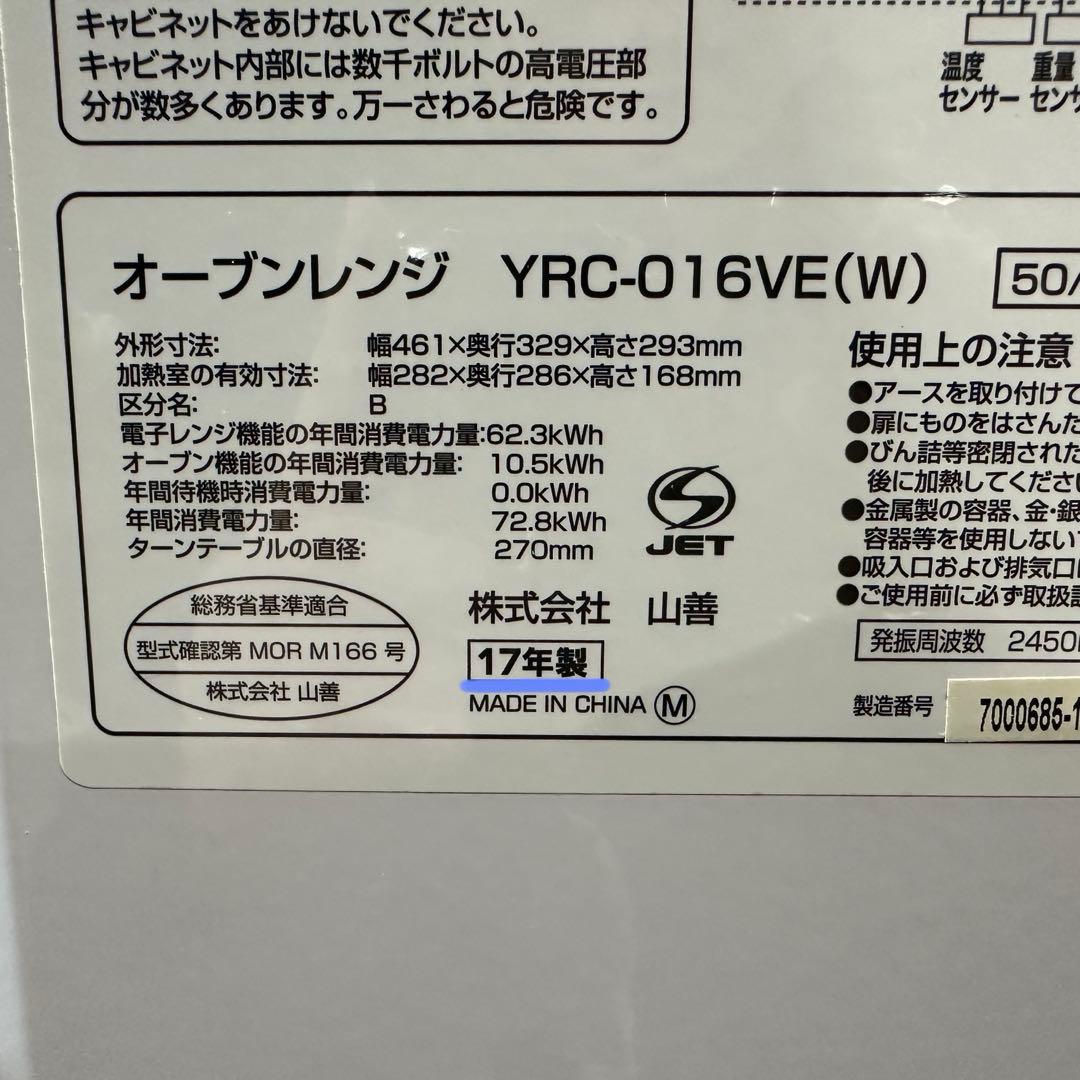 キャビネットをあけないでください。
キャビネット内部には数千ボルトの高電圧部
分が数多くあります。万一さわると危険です。
温度
センサー
重量
センサ
オーブンレンジ YRC-016VE(W)
50/
外形寸法: 幅461×奥行329×高さ293mm
加熱室の有効寸法: 幅282×奥行286×高さ168mm
区分名: B
電子レンジ機能の年間消費電力量:62.3kWh
オーブン機能の年間消費電力量: 10.5kWh
年間待機時消費電力量: 0.0kWh
年間消費電力量: 72.8kWh
ターンテーブルの直径: 270mm
S
JET
総務省基準適合
型式確認第 MOR M166 号
株式会社 山善
株式会社 山善
17年製
MADE IN CHINA M
使用上の注意
●アースを取り付けて
●扉にものをはさんだ
●びん詰等密閉された
後に加熱してください
●金属製の容器、金・銀
容器等を使用しない
●吸入口および排気口
●ご使用前に必ず取扱
発振周波数 2450
製造番号 7000685-1